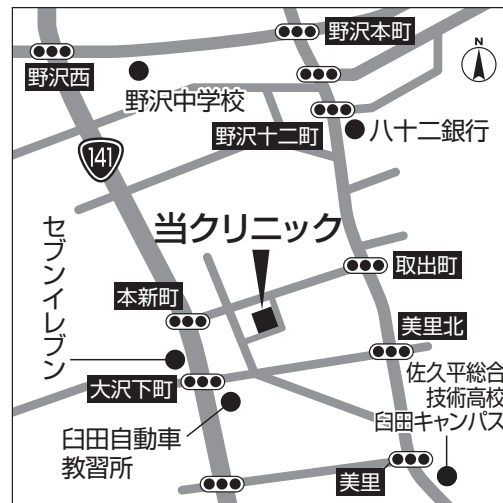 野沢本町
N
野沢西
野沢中学校
野沢十二町
八十二銀行
141
当クリニック
セブンイレブン
取出町
本新町
美里北
大沢下町
佐久平総合
技術高校
臼田キャンパス
臼田自動車
教習所
美里